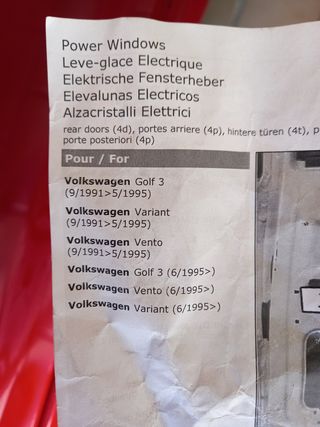 Power Windows
Leve-glace Electrique
Elektrische Fensterheber
Elevalunas Electricos
Alzacristalli Elettrici
rear doors (4d), portes arriere (4p), hintere türen (4t), p
porte posteriori (4p)
Pour / For
Volkswagen Golf 3
(9/1991>5/1995)
Volkswagen Variant
(9/1991>5/1995)
Volkswagen Vento
(9/1991>5/1995)
Volkswagen Golf 3 (6/1995>)
Volkswagen Vento (6/1995>)
Volkswagen Variant (6/1995>)